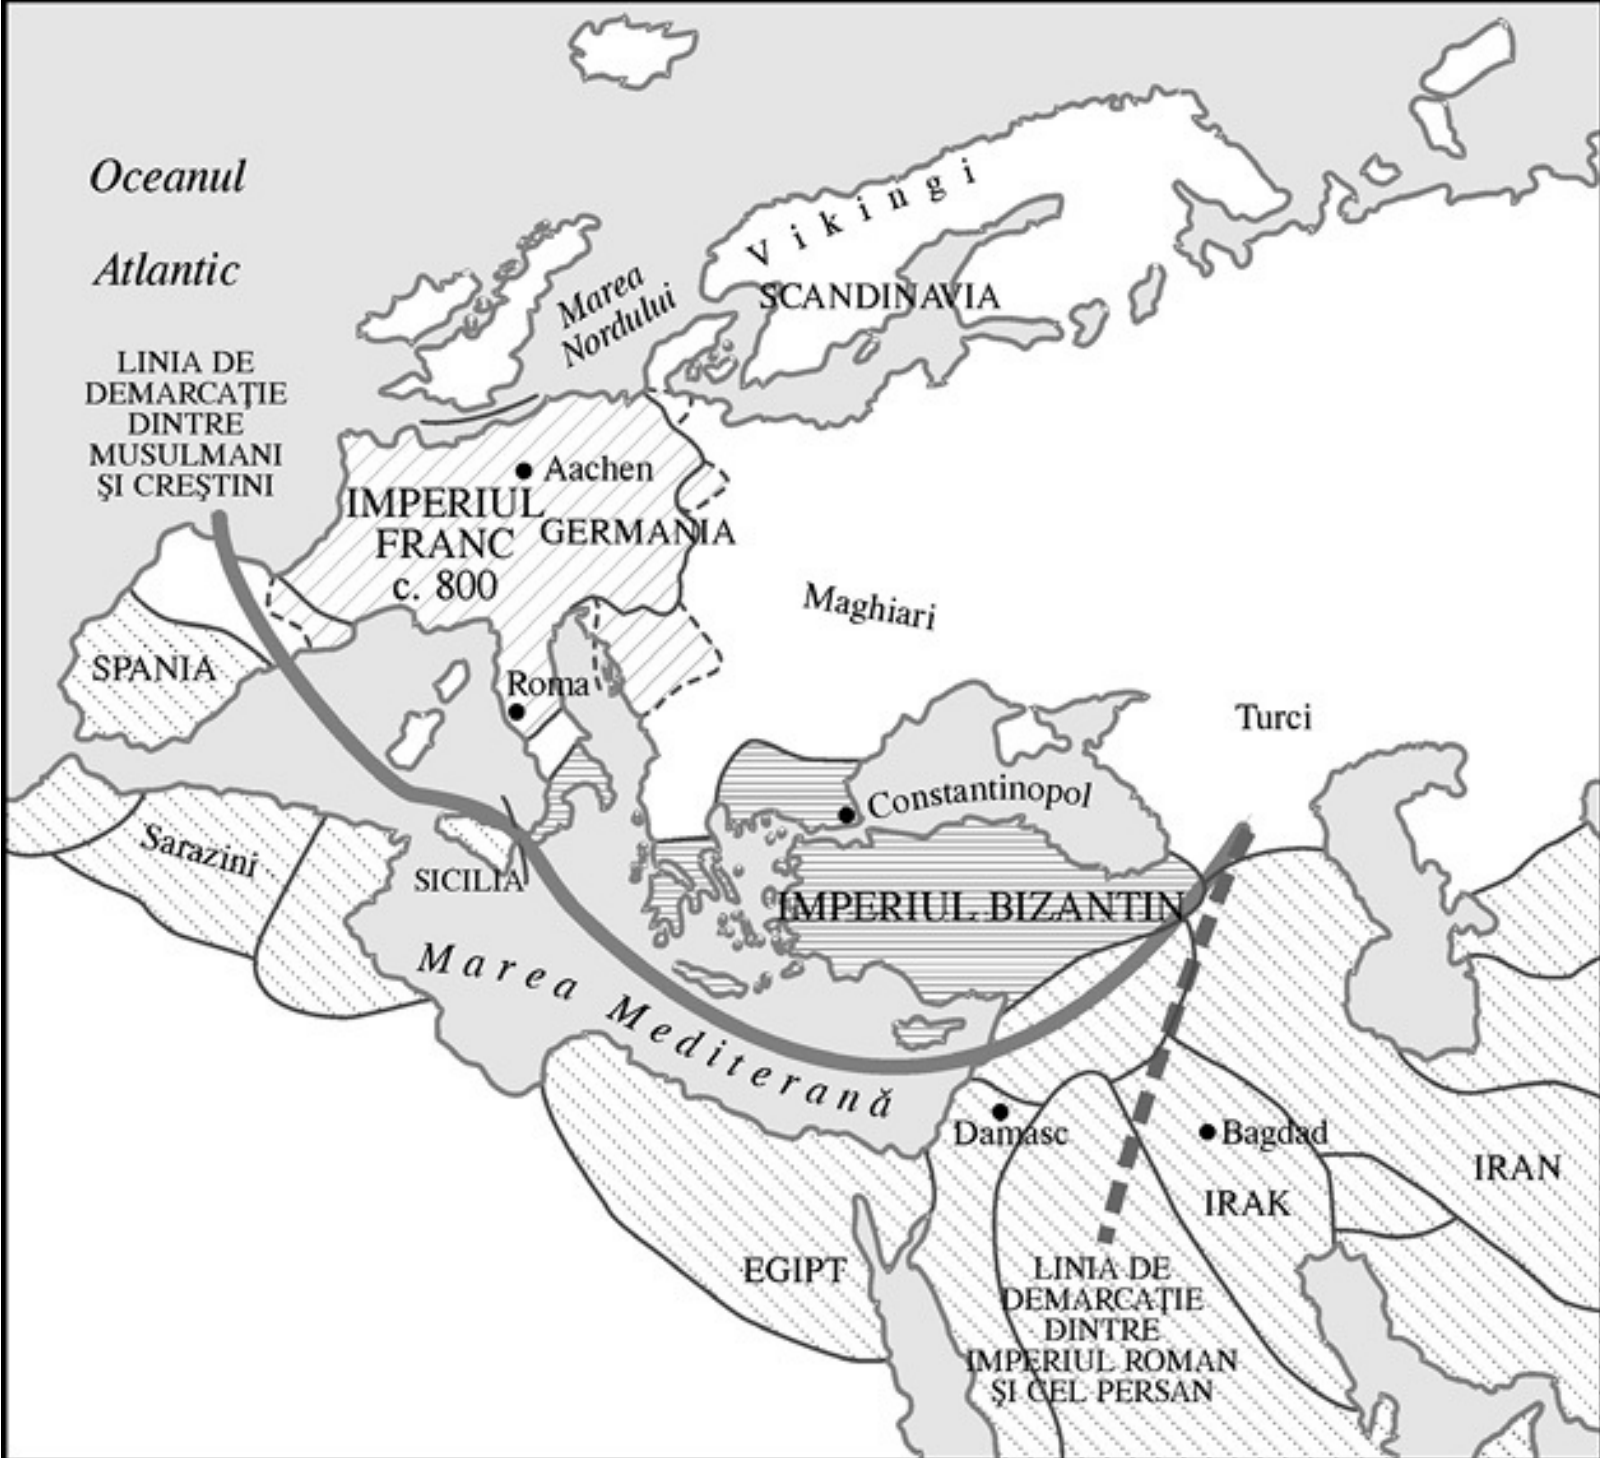 Oceanul
Atlantic
Vikingi
SCANDINAVIA
Marea
Nordului
LINIA DE
DEMARCAŢIE
DINTRE
MUSULMANI
ŞI CREŞTINI
Aachen
IMPERIUL
FRANC
c. 800
GERMANIA
Maghiari
SPANIA
Roma
Turci
Constantinopol
Sarazini
SICILIA
IMPERIUL BIZANTIN
Marea Mediterană
Damasc
Bagdad
IRAN
IRAK
EGIPT
LINIA DE
DEMARCAŢIE
DINTRE
IMPERIUL ROMAN
ŞI CEL PERSAN